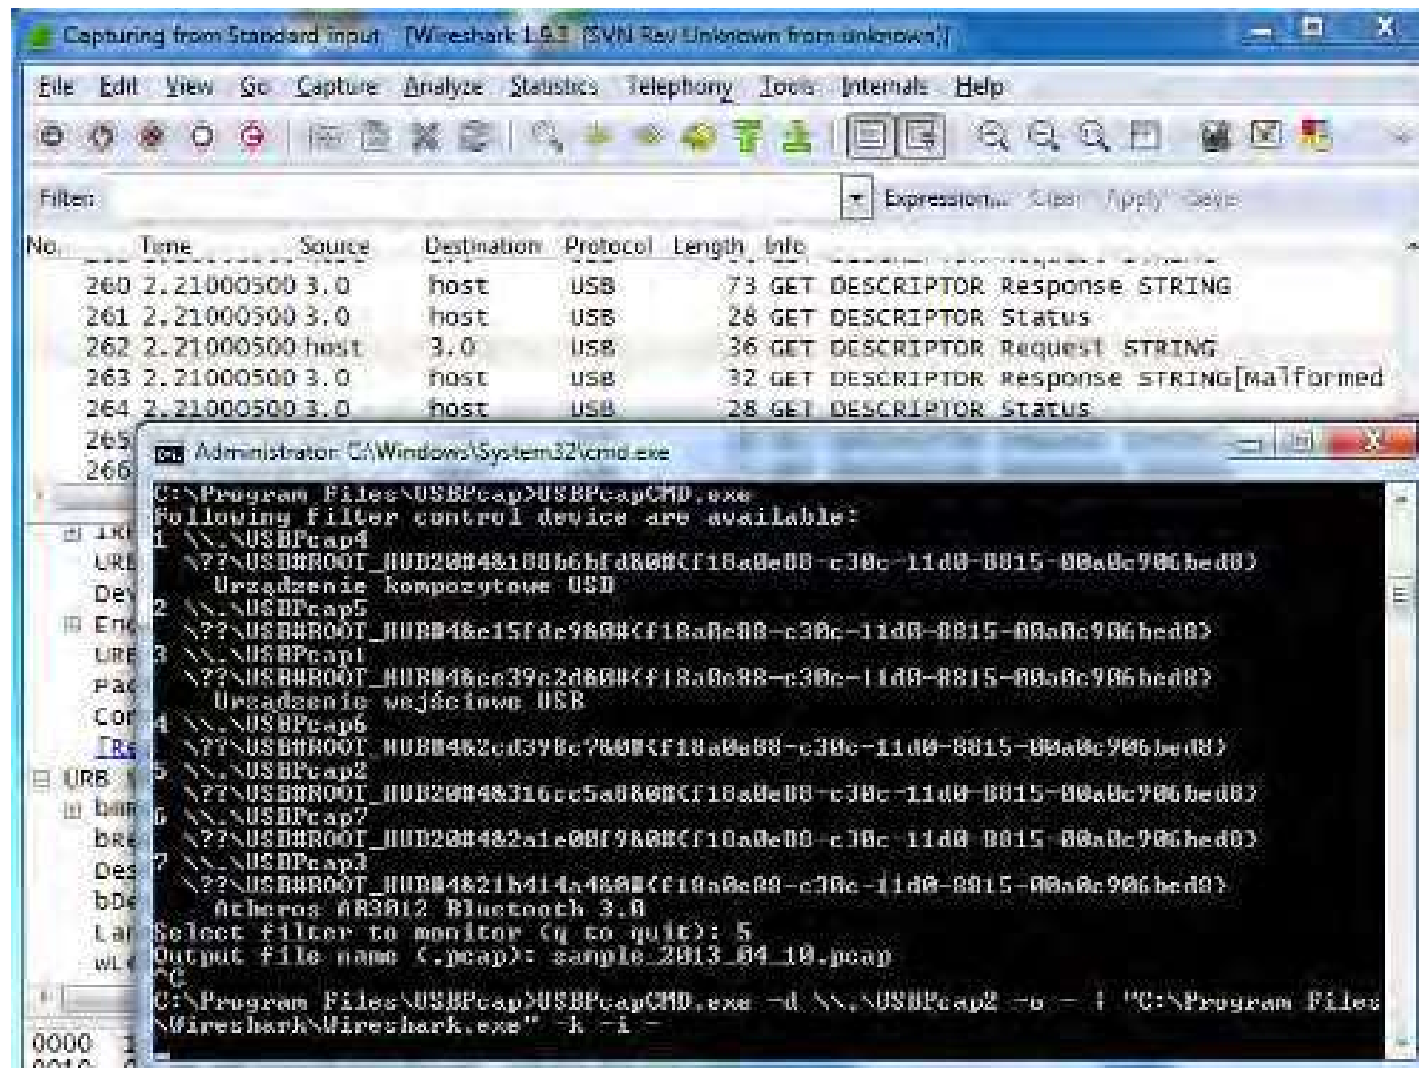 Capturing from Standard input [Wireshark 1.9.3 (SVN Rev Unknown from unknown)]
File Edit View Go Capture Analyze Statistics Telephony Tools Internals Help
Filter: Expression... Clear Apply Save
No. Time Source Destination Protocol Length Info
260 2.21000500 3.0 host USB 73 GET DESCRIPTOR Response STRING
261 2.21000500 3.0 host USB 28 GET DESCRIPTOR Status
262 2.21000500 host 3.0 USB 36 GET DESCRIPTOR Request STRING
263 2.21000500 3.0 host USB 32 GET DESCRIPTOR Response STRING[Malformed
264 2.21000500 3.0 host USB 28 GET DESCRIPTOR Status
265
266
Administrator: C:\Windows\System32\cmd.exe
C:\Program Files\USBPcap>USBPcapCMD.exe
Following filter control device are available:
1 \\.\USBPcap4
\??\USB#ROOT_HUB20#4&188b6bfd&0#{f18a0e88-c30c-11d0-8815-00a0c906bed8}
Urządzenie kompozytowe USB
2 \\.\USBPcap5
\??\USB#ROOT_HUB#4&e15fde9&0#{f18a0e88-c30c-11d0-8815-00a0c906bed8}
3 \\.\USBPcap1
\??\USB#ROOT_HUB#4&cc39c2d&0#{f18a0e88-c30c-11d0-8815-00a0c906bed8}
Urządzenie wejściowe USB
4 \\.\USBPcap6
\??\USB#ROOT_HUB#4&2cd398c7&0#{f18a0e88-c30c-11d0-8815-00a0c906bed8}
5 \\.\USBPcap2
\??\USB#ROOT_HUB20#4&316cc5a8&0#{f18a0e88-c30c-11d0-8815-00a0c906bed8}
6 \\.\USBPcap7
\??\USB#ROOT_HUB20#4&2a1e00f9&0#{f18a0e88-c30c-11d0-8815-00a0c906bed8}
7 \\.\USBPcap3
\??\USB#ROOT_HUB#4&21b414a4&0#{f18a0e88-c30c-11d0-8815-00a0c906bed8}
Atheros AR3012 Bluetooth 3.0
Select filter to monitor (q to quit): 5
Output file name (.pcap): sample_2013_04_10.pcap
^C
C:\Program Files\USBPcap>USBPcapCMD.exe -d \\.\USBPcap2 -o - | "C:\Program Files
\Wireshark\Wireshark.exe" -k -i -
URB
0000